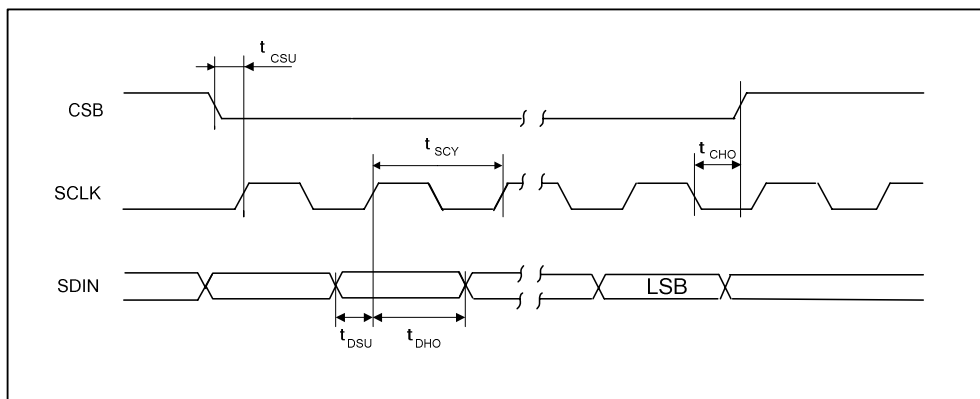 t CSU
CSB
t SCY
t CHO
SCLK
SDIN
LSB
t DSU
t DHO